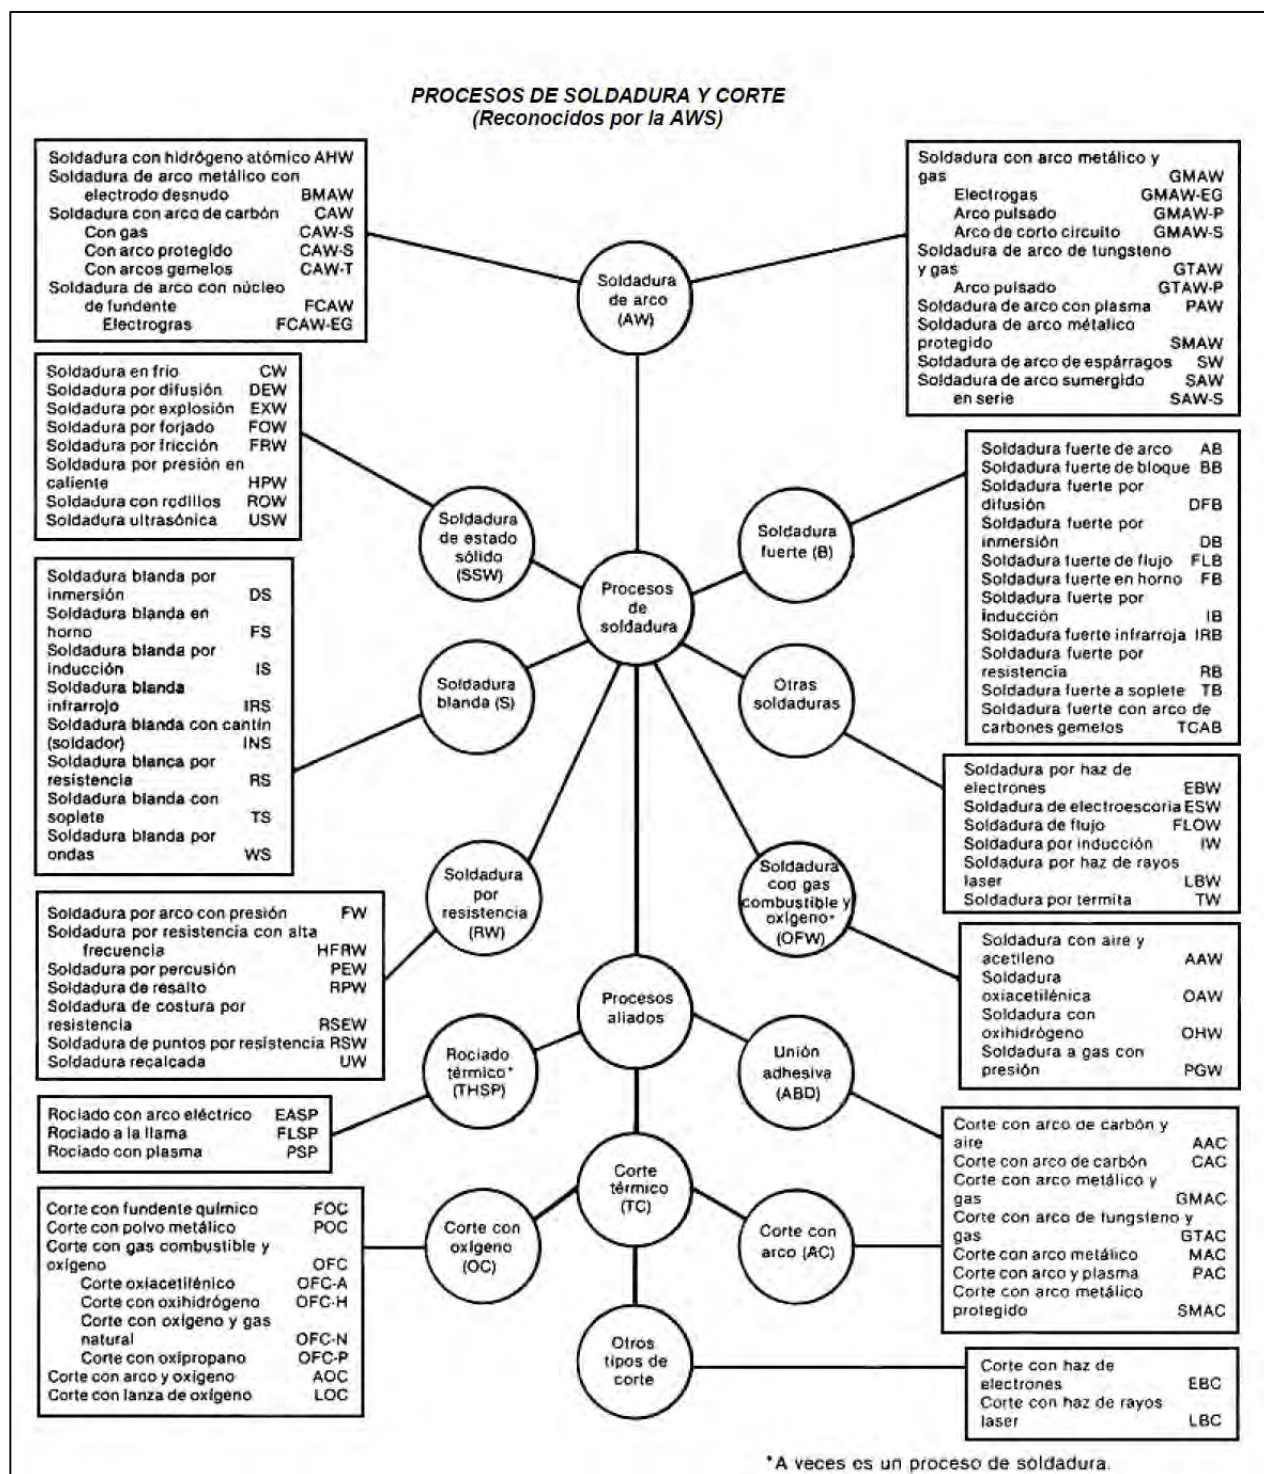 PROCESOS DE SOLDADURA Y CORTE
(Reconocidos por la AWS)
Soldadura con hidrógeno atómico AHW
Soldadura de arco metálico con
electrodo desnudo BMAW
Soldadura con arco de carbón CAW
Con gas CAW-S
Con arco protegido CAW-S
Con arcos gemelos CAW-T
Soldadura de arco con núcleo
de fundente FCAW
Electrogras FCAW-EG
Soldadura
de arco
(AW)
Soldadura con arco metálico y
gas GMAW
Electrogas GMAW-EG
Arco pulsado GMAW-P
Arco de corto circuito GMAW-S
Soldadura de arco de tungsteno
y gas GTAW
Arco pulsado GTAW-P
Soldadura de arco con plasma PAW
Soldadura de arco métalico
protegido SMAW
Soldadura de arco de espárragos SW
Soldadura de arco sumergido SAW
en serie SAW-S
Soldadura en frío CW
Soldadura por difusión DEW
Soldadura por explosión EXW
Soldadura por forjado FOW
Soldadura por fricción FRW
Soldadura por presión en
caliente HPW
Soldadura con rodillos ROW
Soldadura ultrasónica USW
Soldadura
de estado
sólido
(SSW)
Soldadura
fuerte (B)
Soldadura fuerte de arco AB
Soldadura fuerte de bloque BB
Soldadura fuerte por
difusión DFB
Soldadura fuerte por
inmersión DB
Soldadura fuerte de flujo FLB
Soldadura fuerte en horno FB
Soldadura fuerte por
inducción IB
Soldadura fuerte infrarroja IRB
Soldadura fuerte por
resistencia RB
Soldadura fuerte a soplete TB
Soldadura fuerte con arco de
carbones gemelos TCAB
Procesos
de
soldadura
Soldadura blanda por
inmersión DS
Soldadura blanda en
horno FS
Soldadura blanda por
inducción IS
Soldadura blanda
infrarrojo IRS
Soldadura blanda con cantín
(soldador) INS
Soldadura blanca por
resistencia RS
Soldadura blanda con
soplete TS
Soldadura blanda por
ondas WS
Soldadura
blanda (S)
Otras
soldaduras
Soldadura por haz de
electrones EBW
Soldadura de electroescoria ESW
Soldadura de flujo FLOW
Soldadura por inducción IW
Soldadura por haz de rayos
laser LBW
Soldadura por termita TW
Soldadura
por
resistencia
(RW)
Soldadura
con gas
combustible y
oxígeno*
(OFW)
Soldadura por arco con presión FW
Soldadura por resistencia con alta
frecuencia HFRW
Soldadura por percusión PEW
Soldadura de resalto RPW
Soldadura de costura por
resistencia RSEW
Soldadura de puntos por resistencia RSW
Soldadura recalcada UW
Soldadura con aire y
acetileno AAW
Soldadura
oxiacetilénica OAW
Soldadura con
oxihidrógeno OHW
Soldadura a gas con
presión PGW
Procesos
aliados
Rociado
térmico*
(THSP)
Unión
adhesiva
(ABD)
Rociado con arco eléctrico EASP
Rociado a la llama FLSP
Rociado con plasma PSP
Corte
térmico
(TC)
Corte con arco de carbón y
aire AAC
Corte con arco de carbón CAC
Corte con arco metálico y
gas GMAC
Corte con arco de tungsteno y
gas GTAC
Corte con arco metálico MAC
Corte con arco y plasma PAC
Corte con arco metálico
protegido SMAC
Corte con fundente químico FOC
Corte con polvo metálico POC
Corte con gas combustible y
oxígeno OFC
Corte oxiacetilénico OFC-A
Corte con oxihidrógeno OFC-H
Corte con oxígeno y gas
natural OFC-N
Corte con oxipropano OFC-P
Corte con arco y oxígeno AOC
Corte con lanza de oxígeno LOC
Corte con
oxígeno
(OC)
Corte con
arco (AC)
Otros
tipos de
corte
Corte con haz de
electrones EBC
Corte con haz de rayos
laser LBC
*A veces es un proceso de soldadura.